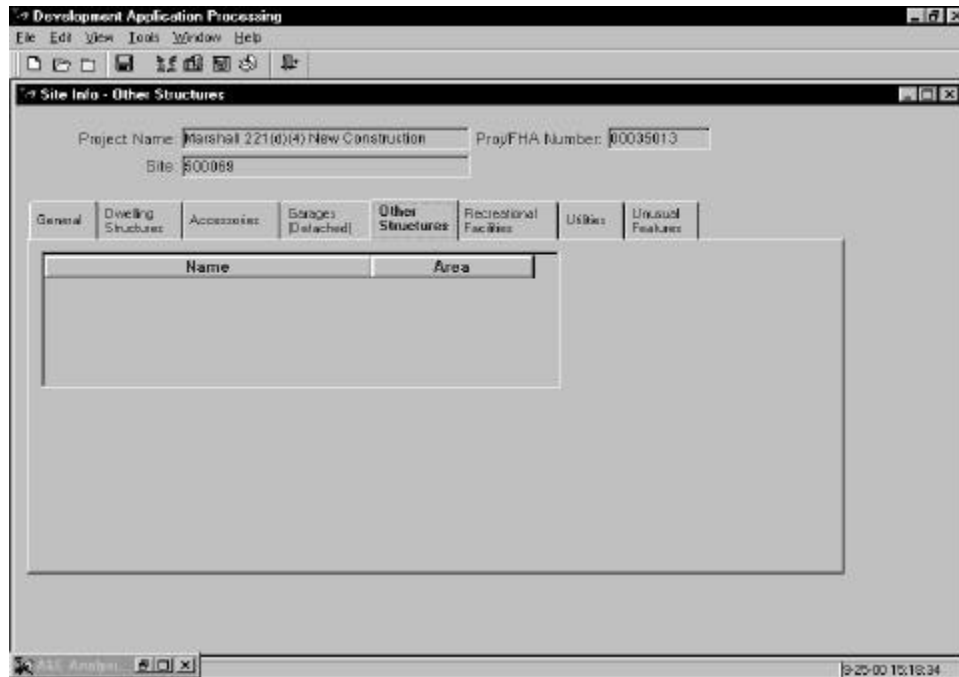 Development Application Processing
File Edit View Tools Window Help
Site Info - Other Structures
Project Name: Marshall 221(d)(4) New Construction Proj/FHA Number: 00035013
Site: 500069
General Dwelling Structures Accessories Garages (Detached) Other Structures Recreational Facilities Utilities Unusual Features
Name Area
9-25-00 15:18:34